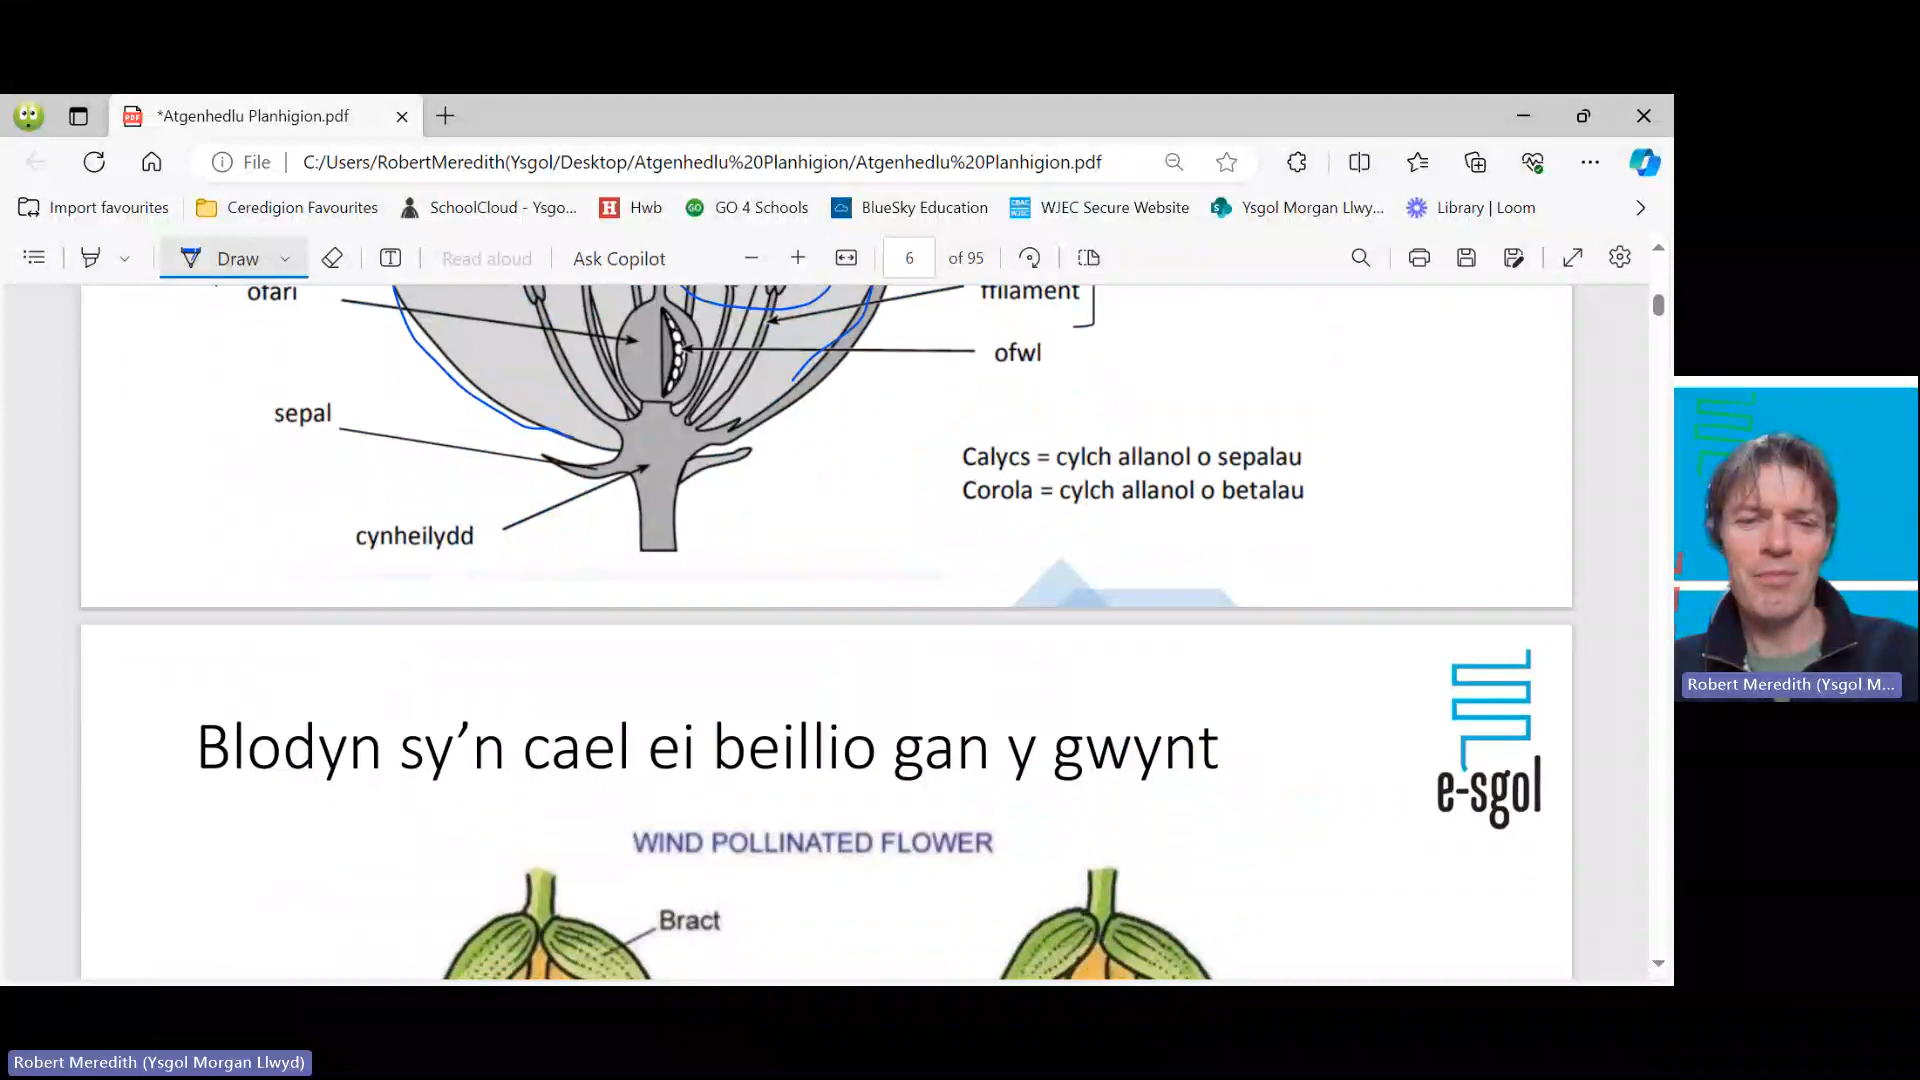 *Atgenhedlu Planhigion.pdf
File
C:/Users/RobertMeredith(Ysgol/Desktop/Atgenhedlu%20Planhigion/Atgenhedlu%20Planhigion.pdf
Import favourites
Ceredigion Favourites
SchoolCloud - Ysgo...
Hwb
GO 4 Schools
BlueSky Education
WJEC Secure Website
Ysgol Morgan Llwy...
Library | Loom
Draw
Read aloud
Ask Copilot
6 of 95
ofari
ffilament
ofwl
sepal
Calycs = cylch allanol o sepalau
Corola = cylch allanol o betalau
cynheilydd
Blodyn sy'n cael ei beillio gan y gwynt
e-sgol
WIND POLLINATED FLOWER
Bract
Robert Meredith (Ysgol M...
Robert Meredith (Ysgol Morgan Llwyd)